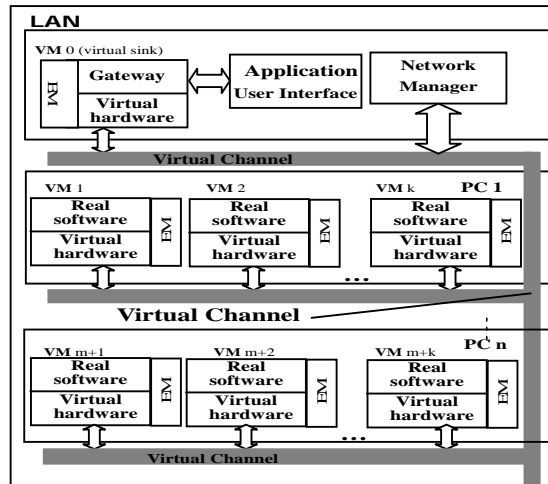 LAN
VM 0 (virtual sink)
EM
Gateway
Virtual
hardware
Application
User Interface
Network
Manager
Virtual Channel
VM 1
VM 2
VM k
PC 1
Real
software
Virtual
hardware
EM
Real
software
Virtual
hardware
EM
Real
software
Virtual
hardware
EM
...
Virtual Channel
PC n
VM m+1
VM m+2
VM m+k
Real
software
Virtual
hardware
EM
Real
software
Virtual
hardware
EM
Real
software
Virtual
hardware
EM
...
Virtual Channel